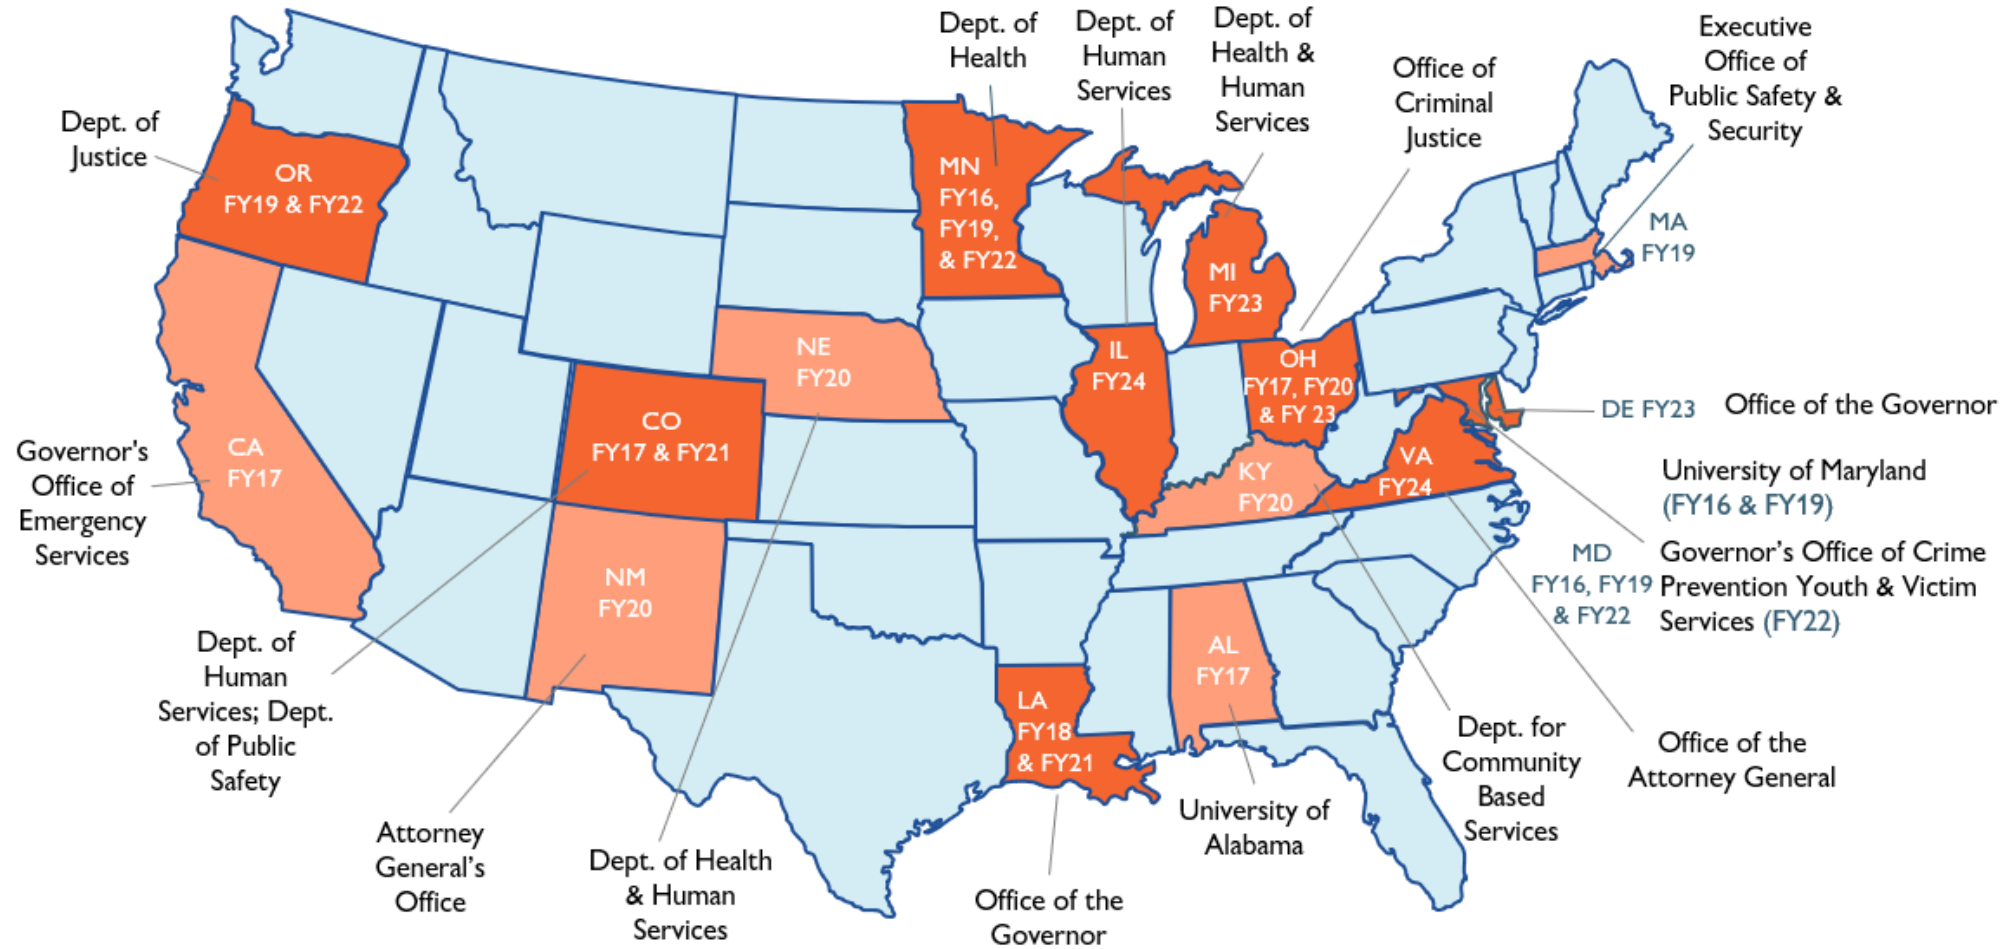 Dept. of
Justice
OR
FY19 & FY22
Governor's
Office of
Emergency
Services
CA
FY17
Dept. of
Human
Services; Dept.
of Public
Safety
CO
FY17 & FY21
Attorney
General's
Office
NM
FY20
Dept. of Health
& Human
Services
NE
FY20
Dept. of
Health
MN
FY16,
FY19,
& FY22
Dept. of
Human
Services
IL
FY24
Dept. of
Health &
Human
Services
MI
FY23
Office of
Criminal
Justice
OH
FY17, FY20
& FY 23
Executive
Office of
Public Safety &
Security
MA
FY19
DE FY23
Office of the Governor
University of Maryland
(FY16 & FY19)
MD
FY16, FY19
& FY22
Governor’s Office of Crime
Prevention Youth & Victim
Services (FY22)
VA
FY24
Office of the
Attorney General
KY
FY20
Dept. for
Community
Based
Services
AL
FY17
University of
Alabama
LA
FY18
& FY21
Office of the
Governor